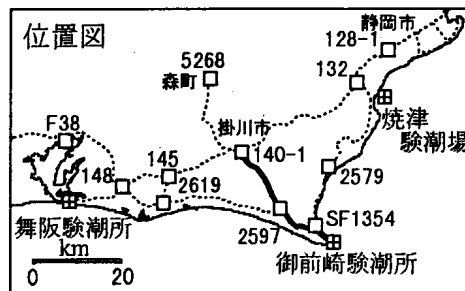 位置図
静岡市
128-1
5268
132
森町
焼津
験潮場
F38
掛川市
140-1
145
148
2619
2579
舞阪験潮所
SF1354
2597
km
御前崎験潮所
0
20